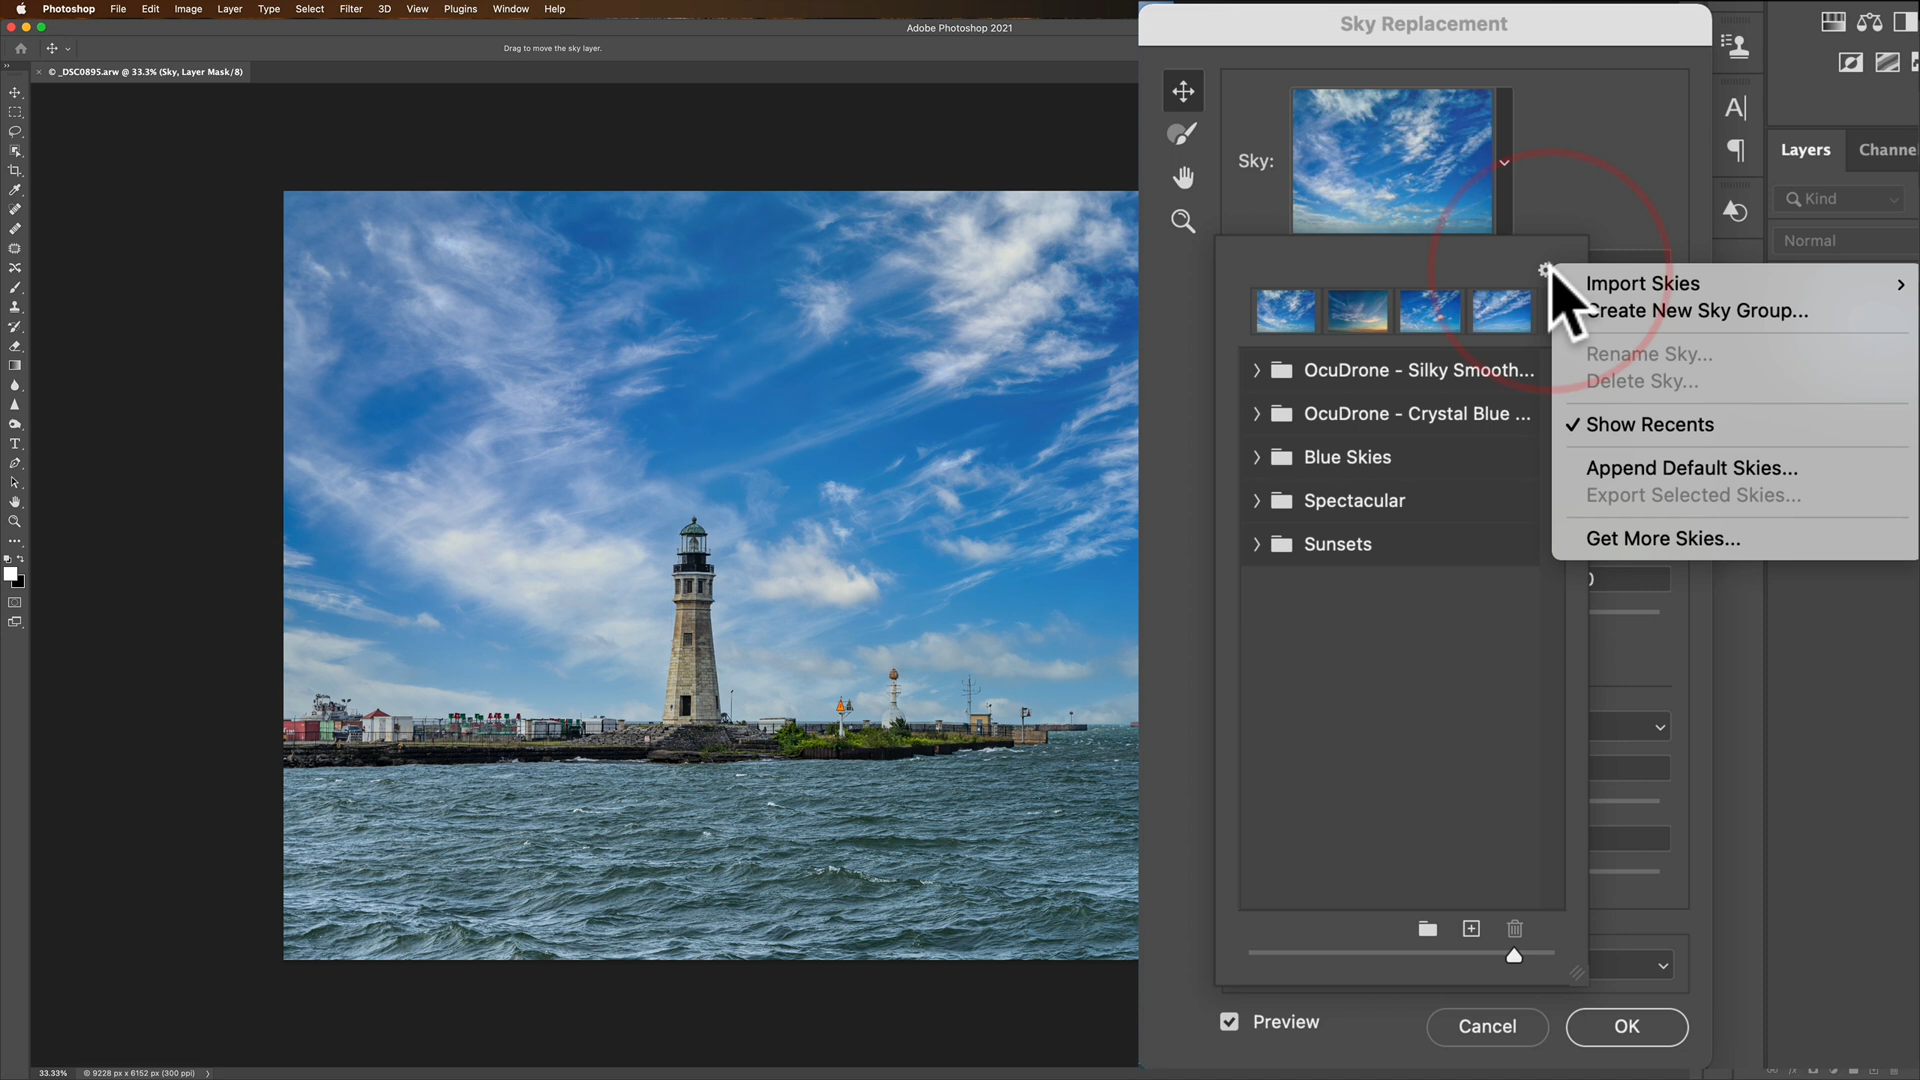 Photoshop File Edit Image Layer Type Select Filter 3D View Plugins Window Help
Adobe Photoshop 2021
Drag to move the sky layer.
© _DSC0895.arw @ 33.3% (Sky, Layer Mask/8)
Sky Replacement
Sky:
Import Skies
Create New Sky Group...
Rename Sky...
Delete Sky...
Show Recents
Append Default Skies...
Export Selected Skies...
Get More Skies...
OcuDrone - Silky Smooth...
OcuDrone - Crystal Blue ...
Blue Skies
Spectacular
Sunsets
Preview
Cancel
OK
Layers
Channe
Kind
Normal
33.33%
9228 px x 6152 px (300 ppi)